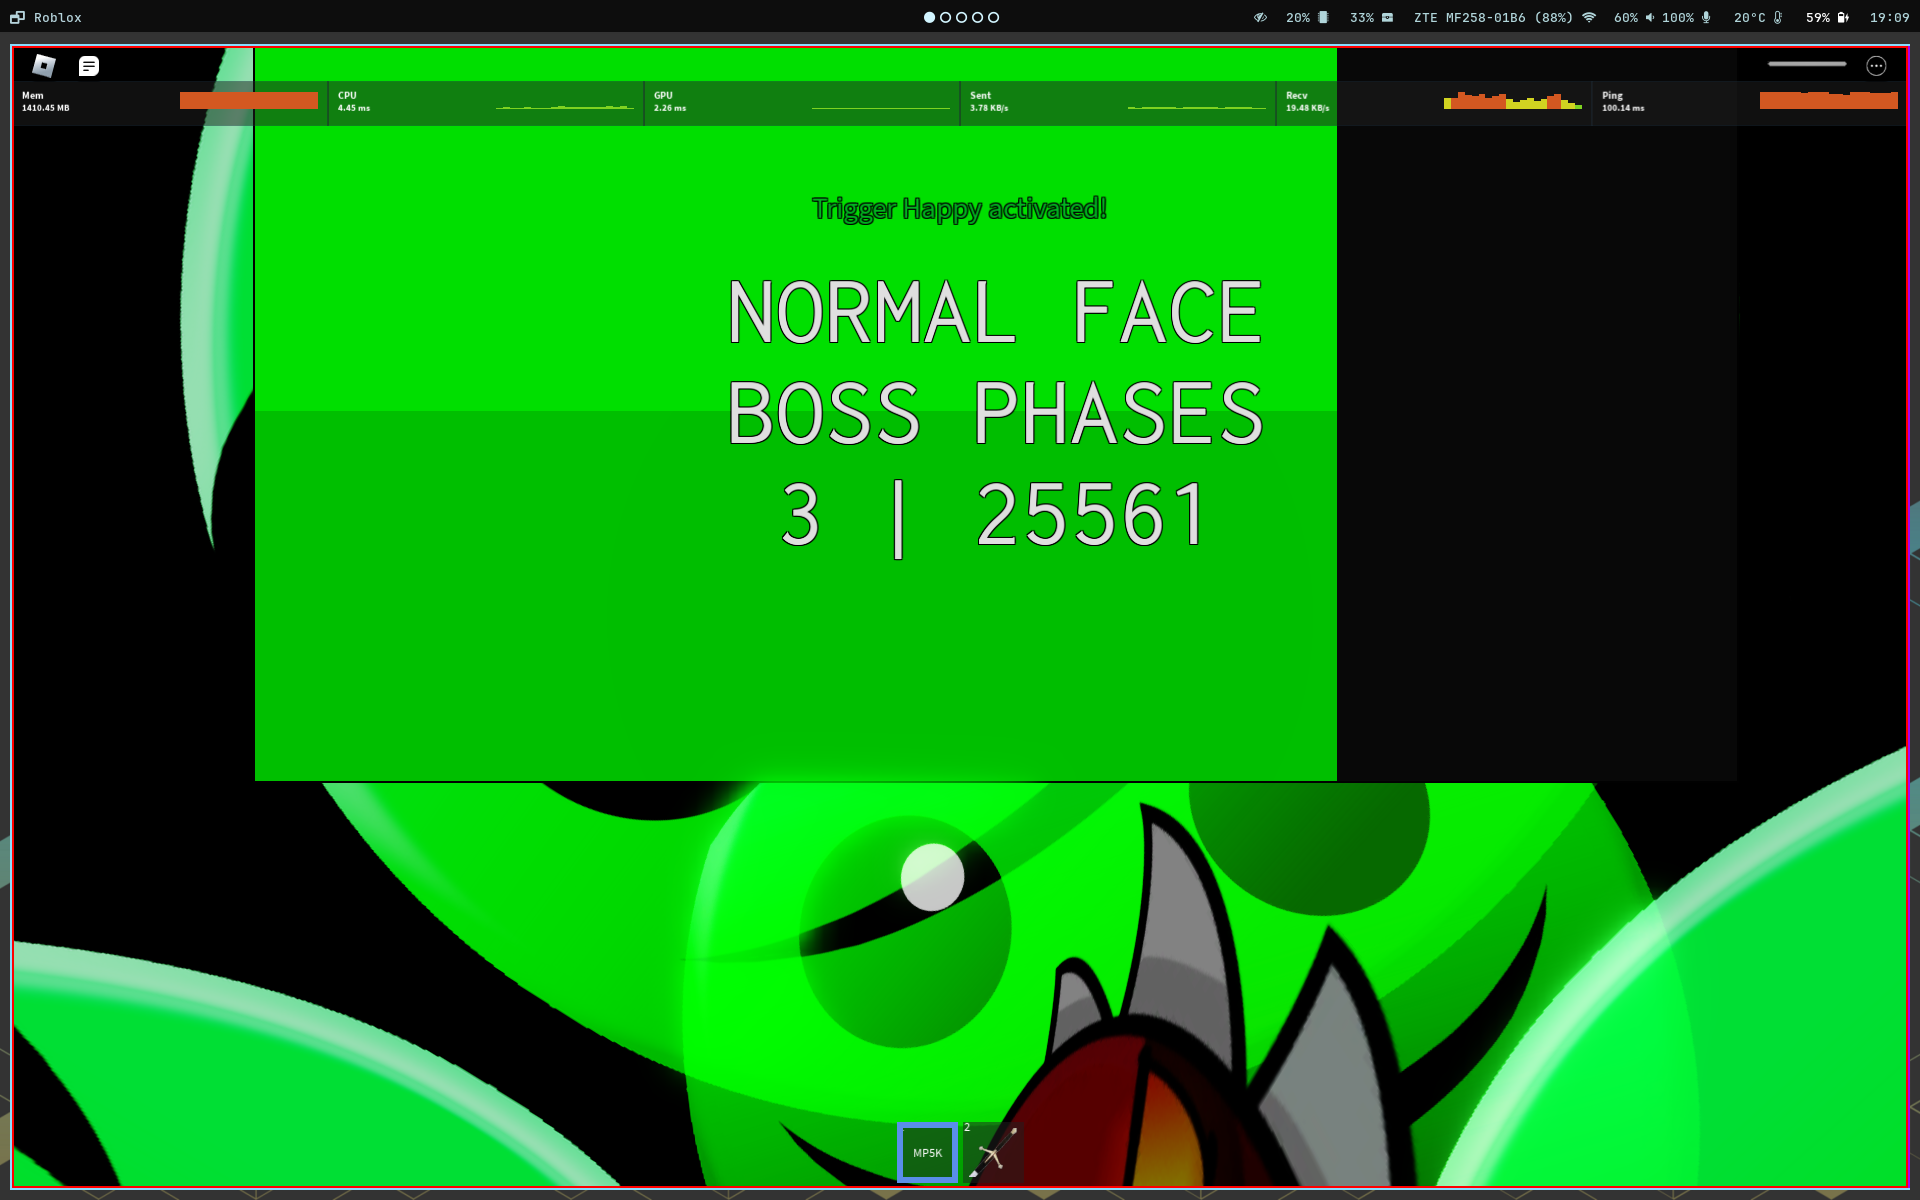 Roblox
20% 33% ZTE MF258-01B6 (88%) 60% 100% 20°C 59% 19:09
Mem CPU GPU Sent Recv Ping
1410.45 MB 4.45 ms 2.26 ms 3.78 KB/s 19.48 KB/s 100.14 ms
Trigger Happy activated!
NORMAL FACE
BOSS PHASES
3 | 25561
MP5K
2